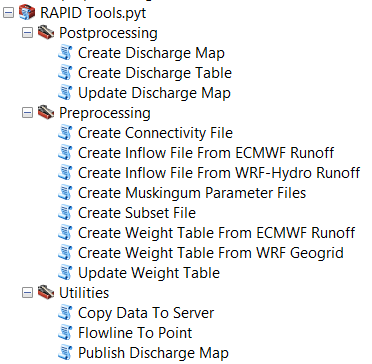 RAPID Tools.pyt
Postprocessing
Create Discharge Map
Create Discharge Table
Update Discharge Map
Preprocessing
Create Connectivity File
Create Inflow File From ECMWF Runoff
Create Inflow File From WRF-Hydro Runoff
Create Muskingum Parameter Files
Create Subset File
Create Weight Table From ECMWF Runoff
Create Weight Table From WRF Geogrid
Update Weight Table
Utilities
Copy Data To Server
Flowline To Point
Publish Discharge Map